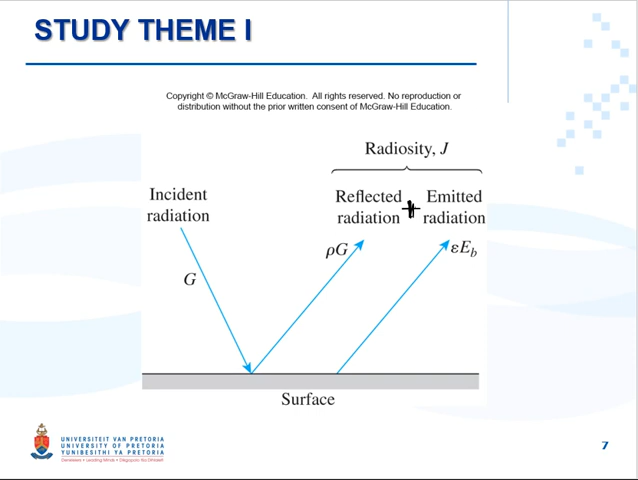 STUDY THEME I
Copyright © McGraw-Hill Education. All rights reserved. No reproduction or
distribution without the prior written consent of McGraw-Hill Education.
Radiosity, J
Incident
radiation
Reflected
radiation
+
Emitted
radiation
G
ρG
εE_b
Surface
UNIVERSITEIT VAN PRETORIA
UNIVERSITY OF PRETORIA
YUNIBESITHI YA PRETORIA
7